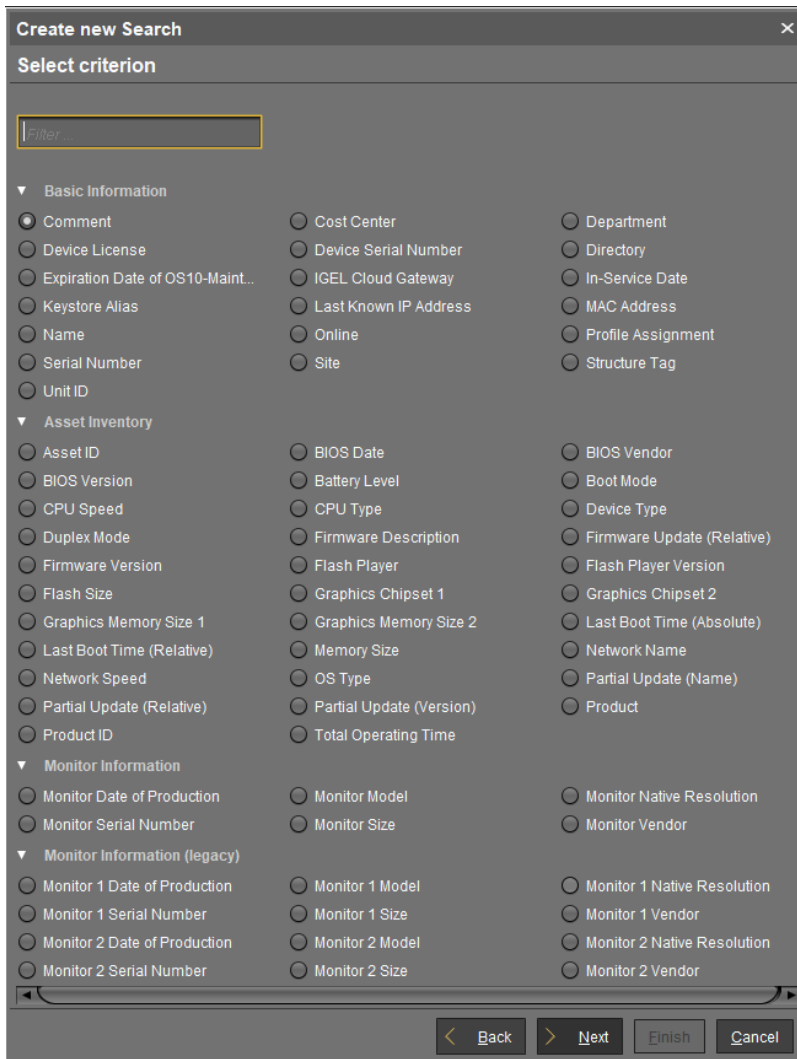 Create new Search
Select criterion
Filter ...
Basic Information
Comment Cost Center Department
Device License Device Serial Number Directory
Expiration Date of OS10-Maint... IGEL Cloud Gateway In-Service Date
Keystore Alias Last Known IP Address MAC Address
Name Online Profile Assignment
Serial Number Site Structure Tag
Unit ID
Asset Inventory
Asset ID BIOS Date BIOS Vendor
BIOS Version Battery Level Boot Mode
CPU Speed CPU Type Device Type
Duplex Mode Firmware Description Firmware Update (Relative)
Firmware Version Flash Player Flash Player Version
Flash Size Graphics Chipset 1 Graphics Chipset 2
Graphics Memory Size 1 Graphics Memory Size 2 Last Boot Time (Absolute)
Last Boot Time (Relative) Memory Size Network Name
Network Speed OS Type Partial Update (Name)
Partial Update (Relative) Partial Update (Version) Product
Product ID Total Operating Time
Monitor Information
Monitor Date of Production Monitor Model Monitor Native Resolution
Monitor Serial Number Monitor Size Monitor Vendor
Monitor Information (legacy)
Monitor 1 Date of Production Monitor 1 Model Monitor 1 Native Resolution
Monitor 1 Serial Number Monitor 1 Size Monitor 1 Vendor
Monitor 2 Date of Production Monitor 2 Model Monitor 2 Native Resolution
Monitor 2 Serial Number Monitor 2 Size Monitor 2 Vendor
Back Next Finish Cancel